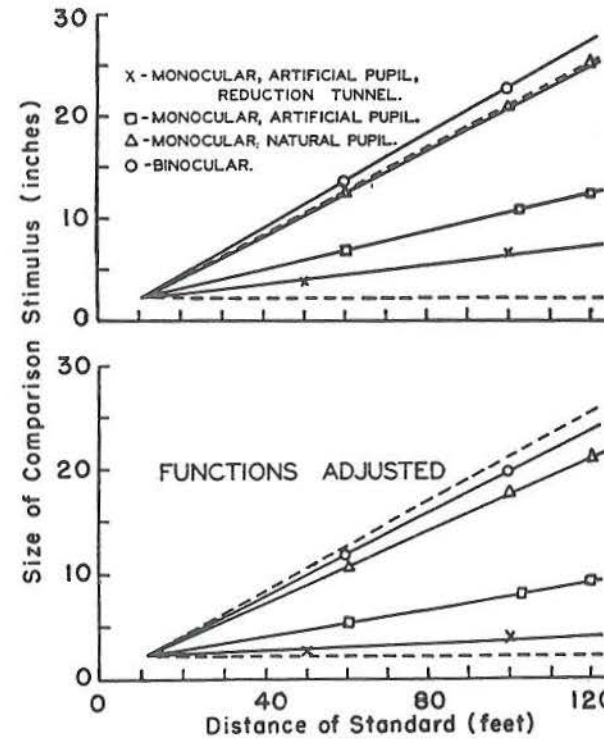 30
20
10
0
X - MONOCULAR, ARTIFICIAL PUPIL,
REDUCTION TUNNEL.
□ - MONOCULAR, ARTIFICIAL PUPIL.
△ - MONOCULAR, NATURAL PUPIL.
O - BINOCULAR.
Size of Comparison Stimulus (inches)
30
20
10
0
FUNCTIONS ADJUSTED
0 40 80 120
Distance of Standard (feet)